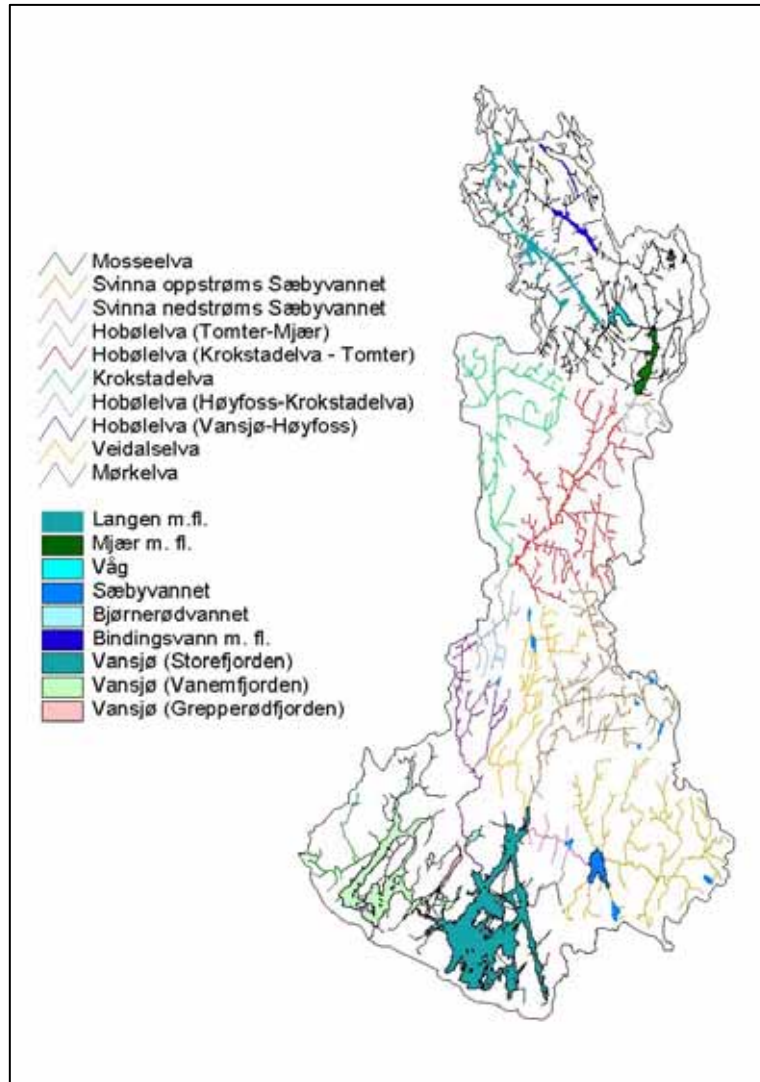 Mosseelva
Svinna oppstrøms Sæbyvannet
Svinna nedstrøms Sæbyvannet
Hobølelva (Tomter-Mjær)
Hobølelva (Krokstadelva - Tomter)
Krokstadelva
Hobølelva (Høyfoss-Krokstadelva)
Hobølelva (Vansjø-Høyfoss)
Veidalselva
Mørkelva
Langen m.fl.
Mjær m. fl.
Våg
Sæbyvannet
Bjørnerødvannet
Bindingsvann m. fl.
Vansjø (Storefjorden)
Vansjø (Vanemfjorden)
Vansjø (Grepperødfjorden)